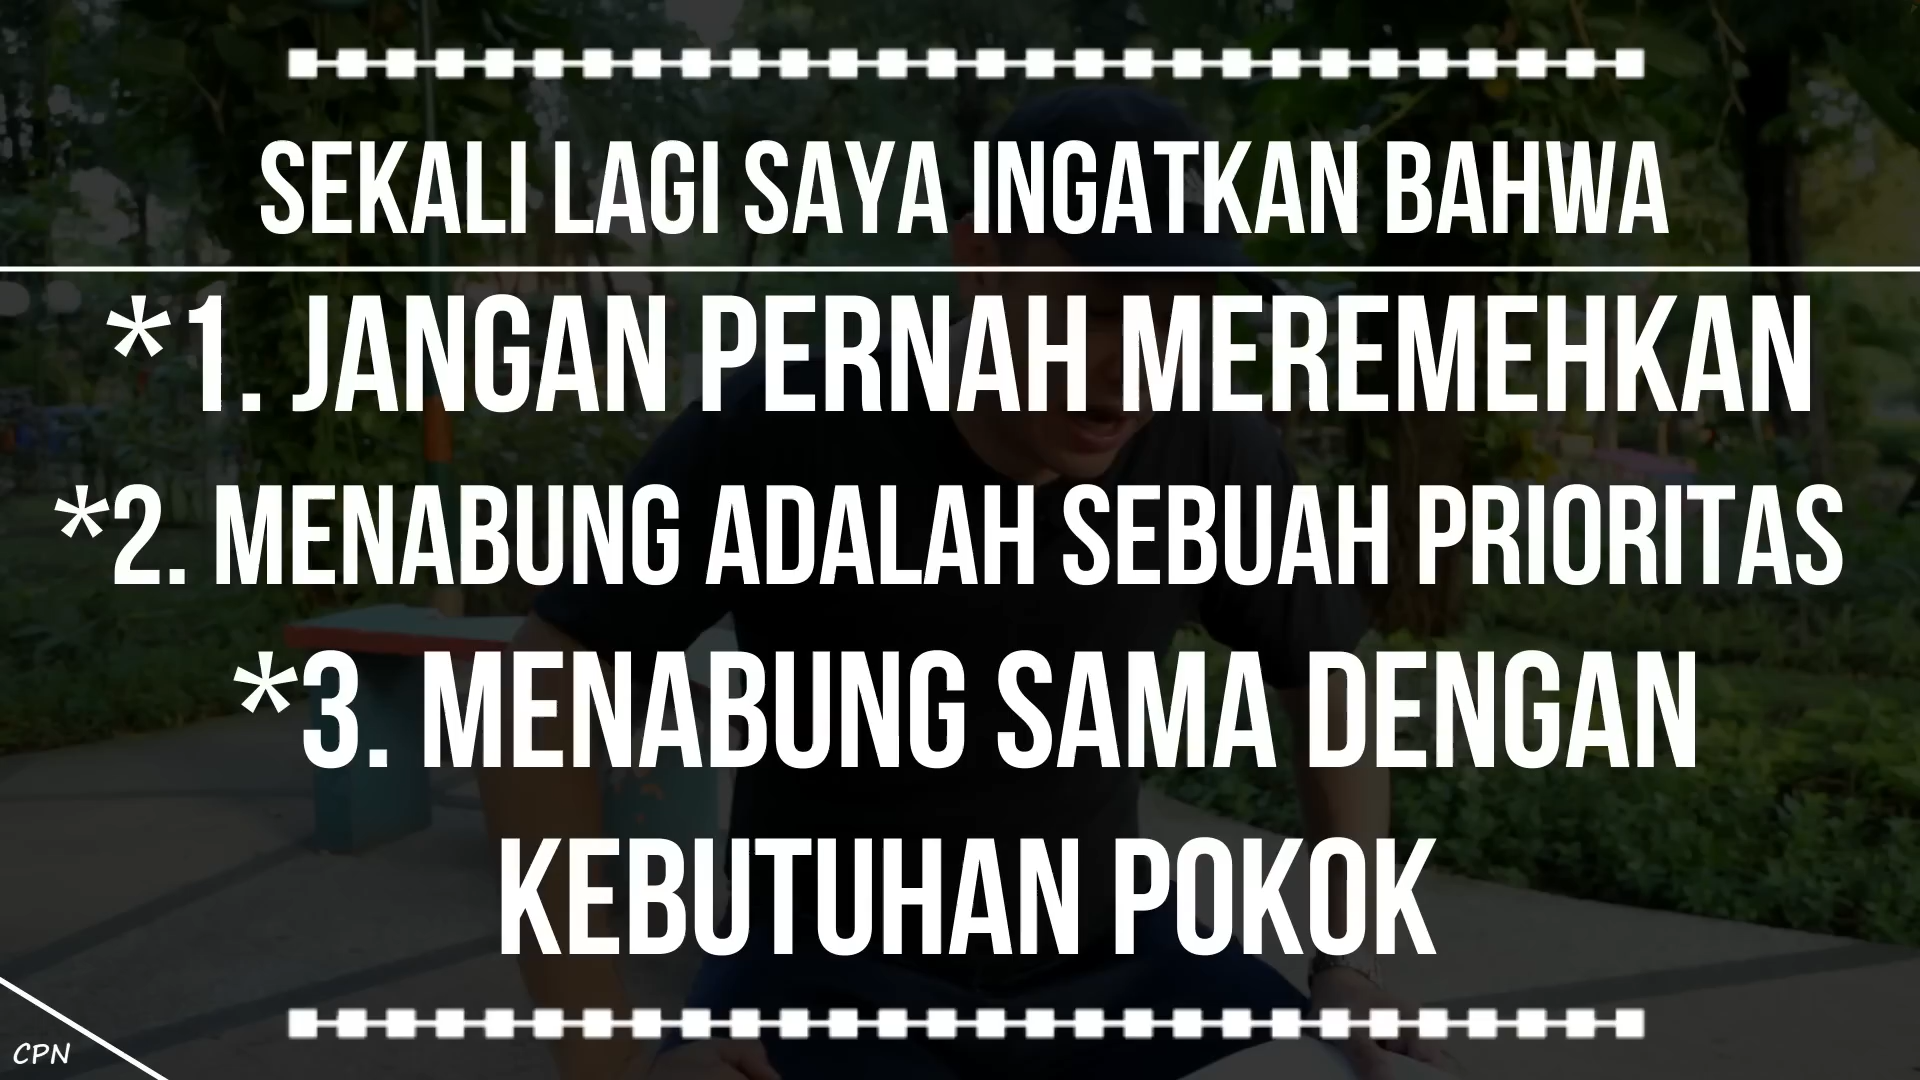 SEKALI LAGI SAYA INGATKAN BAHWA
*1. JANGAN PERNAH MEREMEHKAN
*2. MENABUNG ADALAH SEBUAH PRIORITAS
*3. MENABUNG SAMA DENGAN
KEBUTUHAN POKOK
CPN